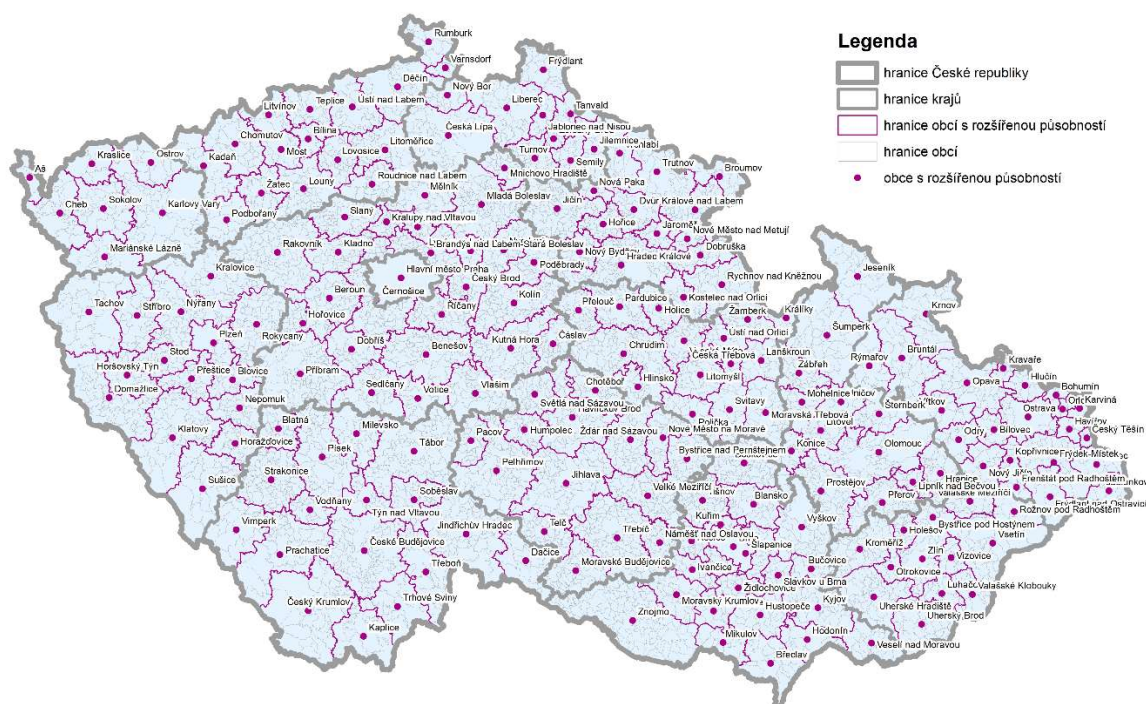 Legenda
hranice České republiky
hranice krajů
hranice obcí s rozšířenou působností
hranice obcí
obce s rozšířenou působností
Rumburk
Varnsdorf
Frýdlant
Děčín
Nový Bor
Liberec
Tanvald
Litvínov
Teplice
Ústí nad Labem
Česká Lípa
Jablonec nad Nisou
Chomutov
Bílina
Jilemnice
Most
Litoměřice
Turnov
Semily
Trutnov
Kraslice
Ostrov
Kadaň
Lovosice
Mnichovo Hradiště
Broumov
Aš
Žatec
Louny
Roudnice nad Labem
Mělník
Nová Paka
Cheb
Sokolov
Karlovy Vary
Podbořany
Slaný
Kralupy nad Vltavou
Mladá Boleslav
Jičín
Dvůr Králové nad Labem
Hořice
Jaroměř
Nové Město nad Metují
Mariánské Lázně
Rakovník
Kladno
Brandýs nad Labem-Stará Boleslav
Nový Bydžov
Dobruška
Hradec Králové
Poděbrady
Kralovice
Hlavní město Praha
Český Brod
Rychnov nad Kněžnou
Jeseník
Černošice
Beroun
Kolín
Přelouč
Pardubice
Kostelec nad Orlicí
Tachov
Stříbro
Nýřany
Hořovice
Říčany
Holice
Žamberk
Králíky
Krnov
Rokycany
Plzeň
Dobříš
Benešov
Kutná Hora
Čáslav
Chrudim
Ústí nad Orlicí
Šumperk
Stod
Česká Třebová
Lanškroun
Zábřeh
Rýmařov
Bruntál
Kravaře
Horšovský Týn
Přeštice
Blovice
Příbram
Sedlčany
Votice
Vlašim
Chotěboř
Hlinsko
Litomyšl
Opava
Hlučín
Bohumín
Domažlice
Nepomuk
Světlá nad Sázavou
Svitavy
Mohelnice
Šternberk
Ostrava
Karviná
Blatná
Milevsko
Moravská Třebová
Havířov
Klatovy
Horažďovice
Písek
Tábor
Pacov
Humpolec
Žďár nad Sázavou
Nové Město na Moravě
Konice
Olomouc
Odry
Bílovec
Český Těšín
Bystřice nad Pernštejnem
Kopřivnice
Frýdek-Místek
Strakonice
Pelhřimov
Jihlava
Hranice
Nový Jičín
Sušice
Vodňany
Soběslav
Velké Meziříčí
Blansko
Prostějov
Přerov
Lipník nad Bečvou
Frenštát pod Radhoštěm
Týn nad Vltavou
Valašské Meziříčí
Frýdlant nad Ostravicí
Rožnov pod Radhoštěm
Vimperk
Jindřichův Hradec
Telč
Třebíč
Kuřim
Vyškov
Bystřice pod Hostýnem
Holešov
Vsetín
Prachatice
České Budějovice
Náměšť nad Oslavou
Šlapanice
Kroměříž
Zlín
Vizovice
Dačice
Moravské Budějovice
Ivančice
Bučovice
Otrokovice
Třeboň
Slavkov u Brna
Židlochovice
Valašské Klobouky
Český Krumlov
Trhové Sviny
Znojmo
Moravský Krumlov
Hustopeče
Kyjov
Uherské Hradiště
Uherský Brod
Kaplice
Mikulov
Hodonín
Veselí nad Moravou
Břeclav